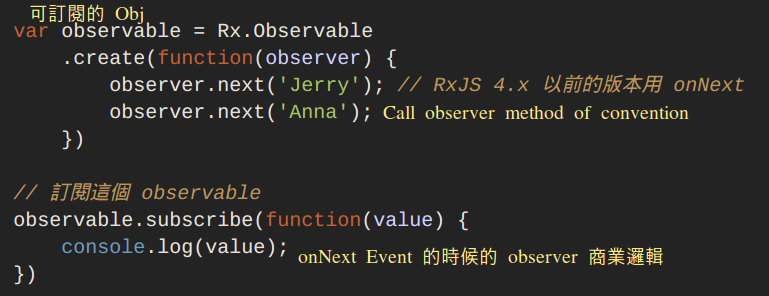 可訂閱的 Obj
var observable = Rx.Observable
.create(function(observer) {
observer.next('Jerry'); // RxJS 4.x 以前的版本用 onNext
observer.next('Anna'); Call observer method of convention
})
// 訂閱這個 observable
observable.subscribe(function(value) {
console.log(value); onNext Event 的時候的 observer 商業邏輯
})